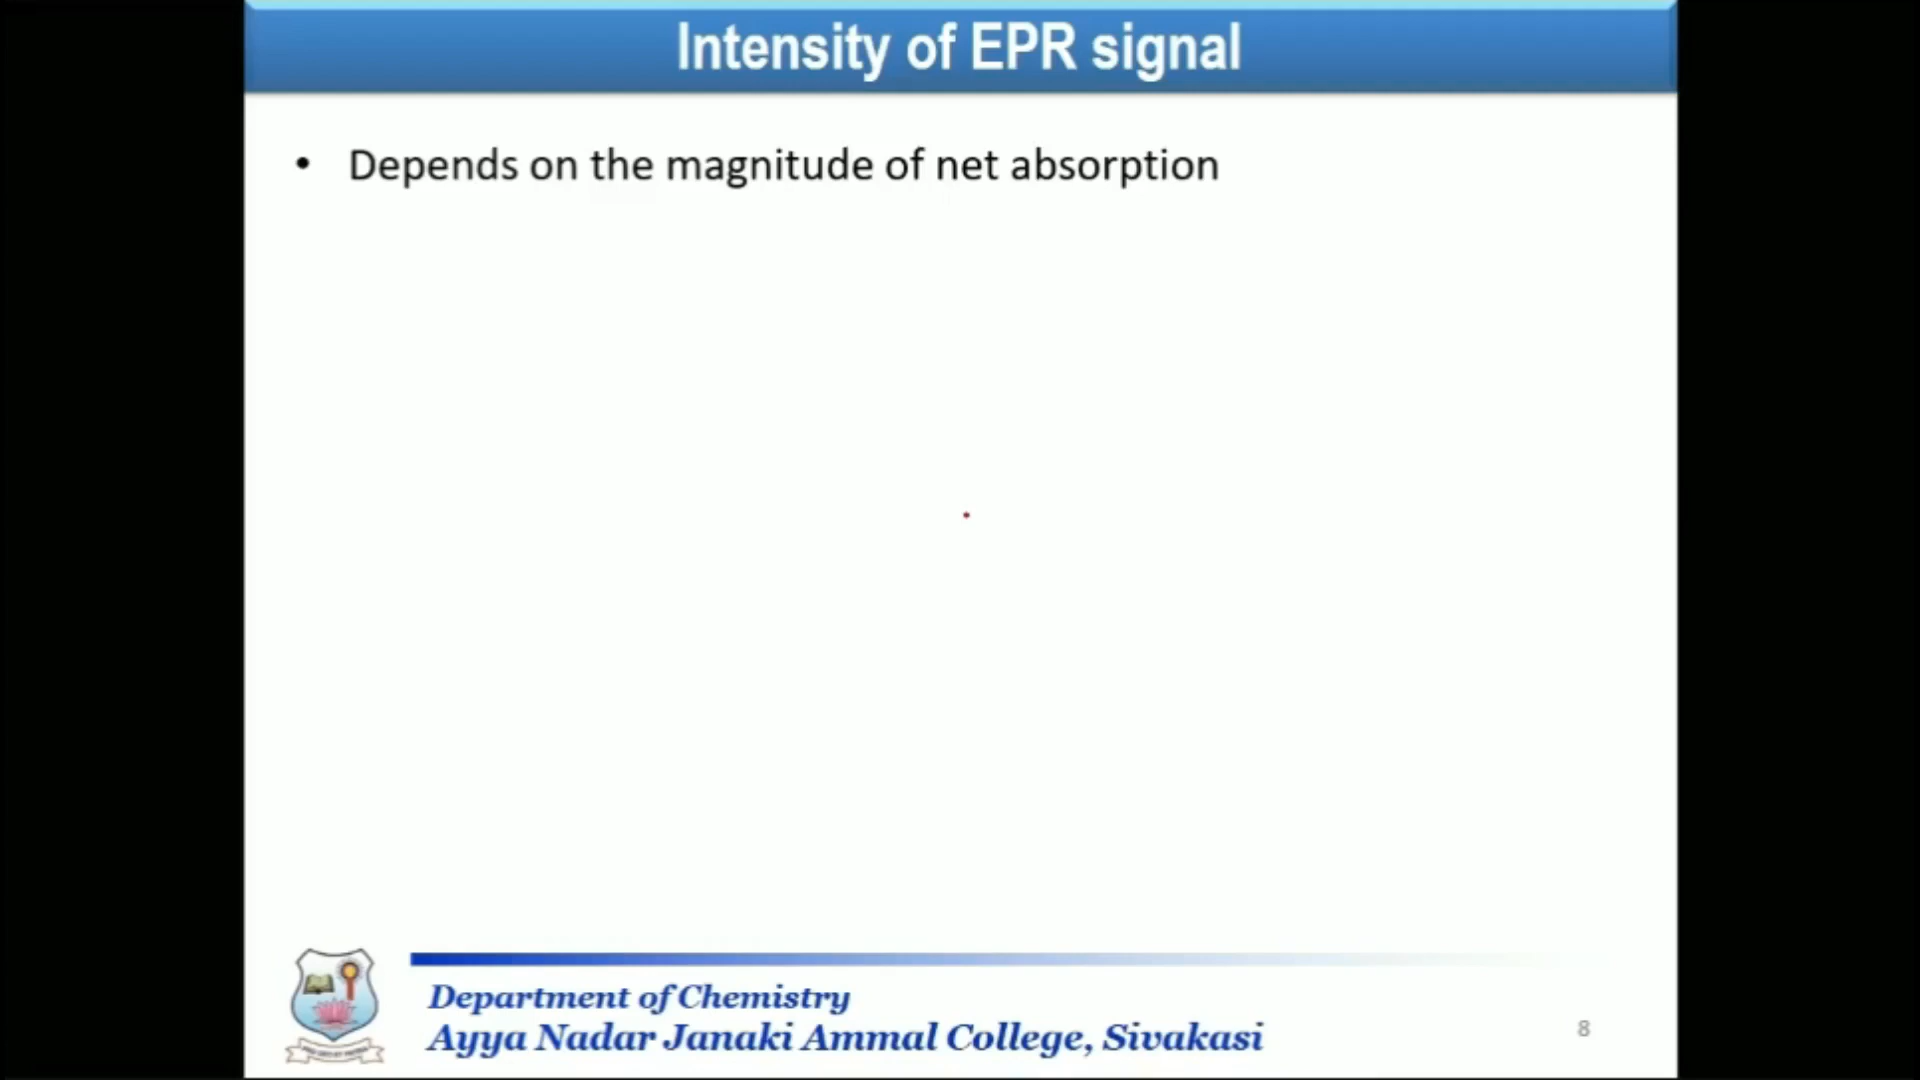 Intensity of EPR signal
• Depends on the magnitude of net absorption
Department of Chemistry
Ayya Nadar Janaki Ammal College, Sivakasi
8